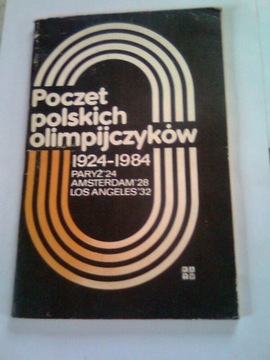 Poczet
polskich
olimpijczyków
1924-1984
PARYŻ'24
AMSTERDAM'28
LOS ANGELES'32